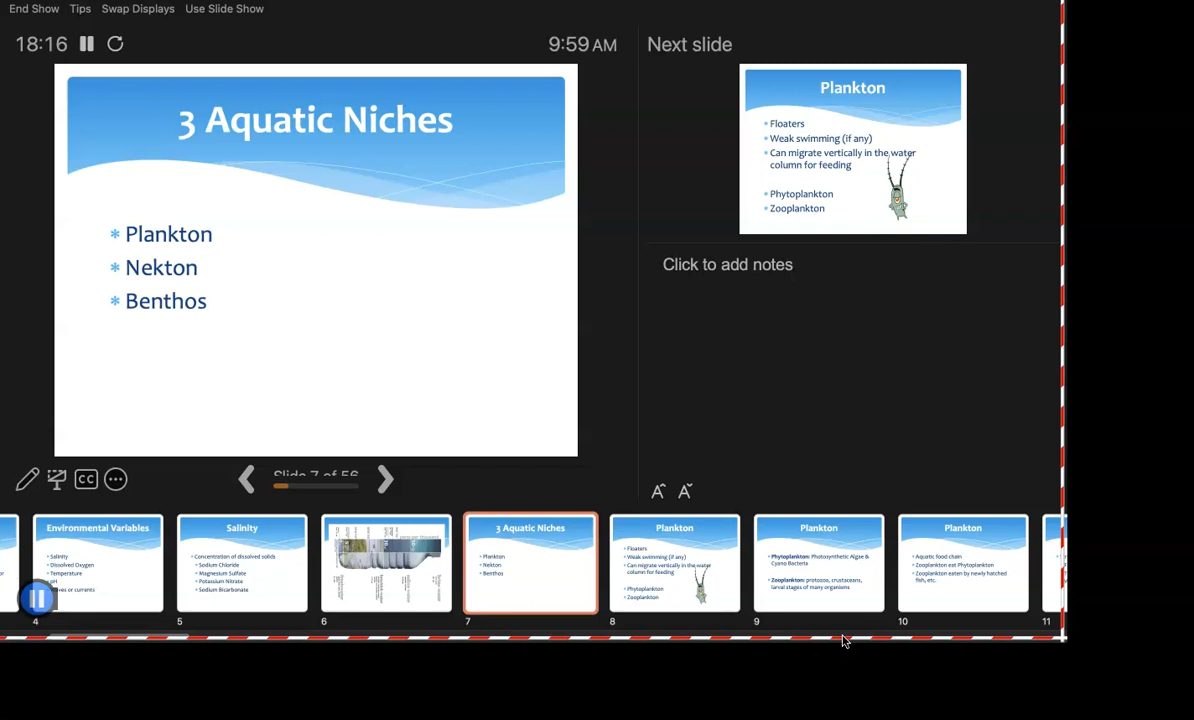 End Show Tips Swap Displays Use Slide Show
18:16 9:59 AM Next slide
3 Aquatic Niches
* Plankton
* Nekton
* Benthos
Plankton
* Floaters
* Weak swimming (if any)
* Can migrate vertically in the water
column for feeding
* Phytoplankton
* Zooplankton
Click to add notes
CC
Slide 7 of 56
A A
Environmental Variables
* Salinity
* Dissolved Oxygen
* Temperature
4
Salinity
* Concentration of dissolved solids
* Sodium Chloride
* Magnesium Sulfate
* Potassium Nitrate
* Sodium Bicarbonate
5
6
3 Aquatic Niches
* Plankton
* Nekton
* Benthos
7
Plankton
* Floaters
* Weak swimming (if any)
* Can migrate vertically in the water
column for feeding
* Phytoplankton
* Zooplankton
8
Plankton
* Phytoplankton: Photosynthetic Algae &
Cyano Bacteria
* Zooplankton: protozoa, crustaceans,
larval stages of many organisms
9
Plankton
* Aquatic food chain
* Zooplankton eat Phytoplankton
* Zooplankton eaten by newly hatched
fish, etc.
10
11